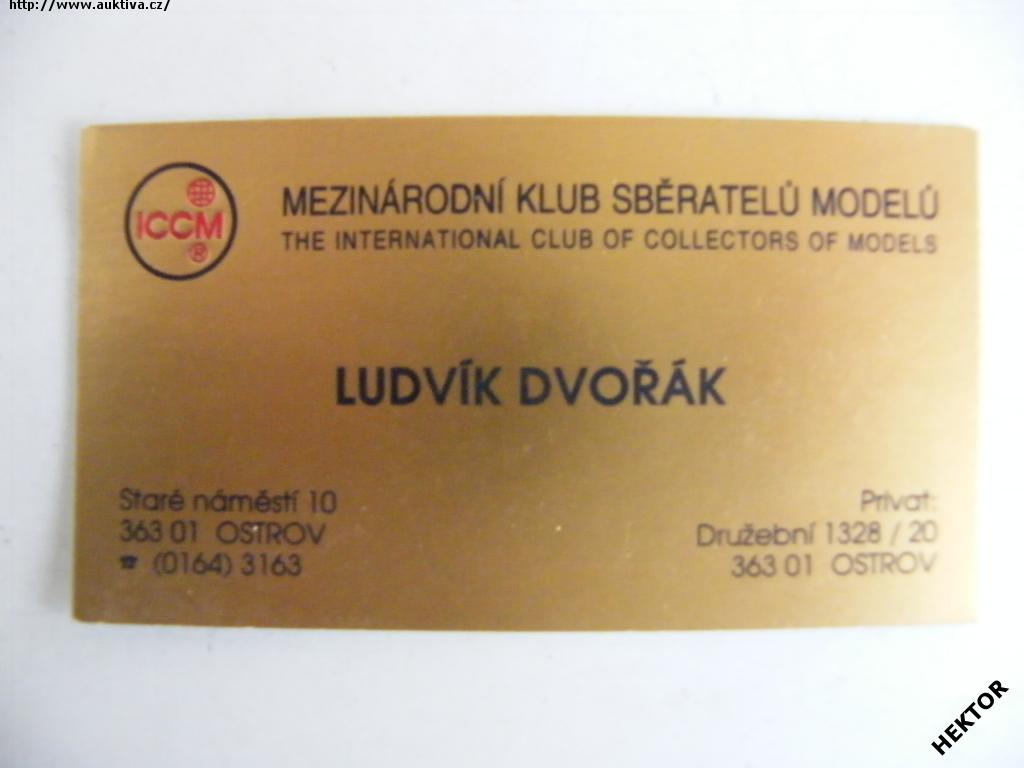 http://www.auktiva.cz/
ICCM
®
MEZINÁRODNÍ KLUB SBĚRATELŮ MODELŮ
THE INTERNATIONAL CLUB OF COLLECTORS OF MODELS
LUDVÍK DVOŘÁK
Staré náměstí 10
363 01 OSTROV
☎ (0164) 3163
Privat:
Družební 1328 / 20
363 01 OSTROV
HEKTOR